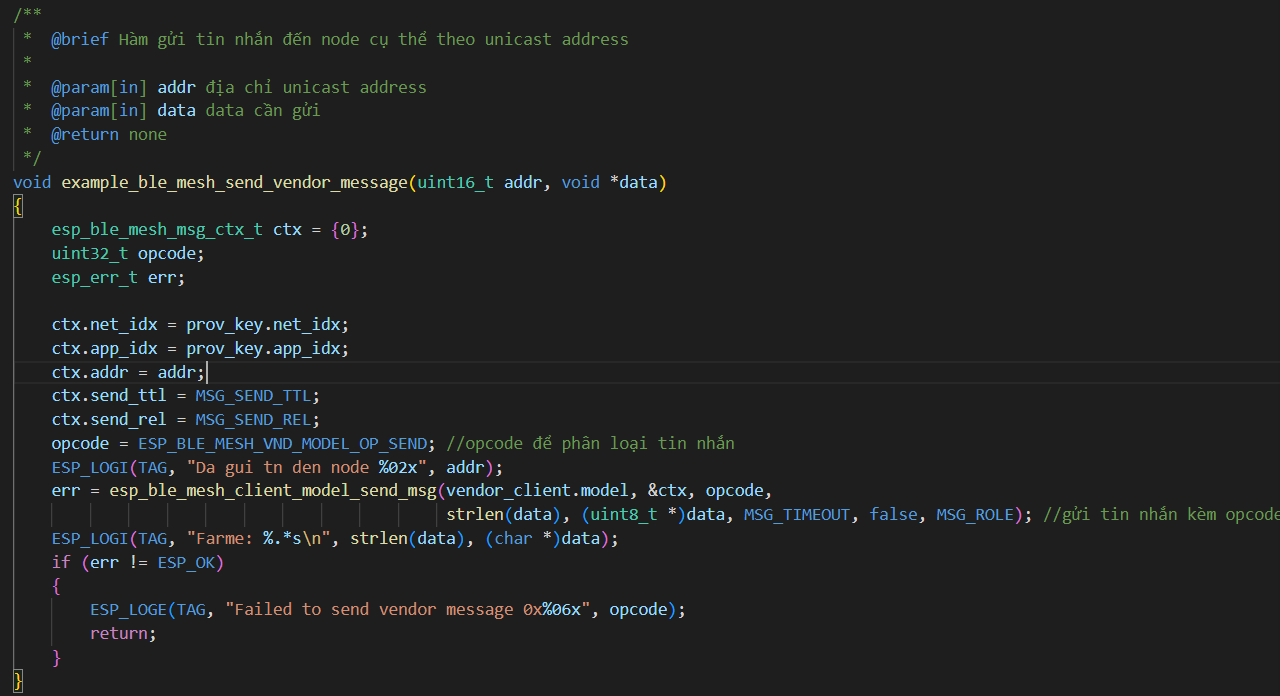 /**
 *  @brief Hàm gửi tin nhắn đến node cụ thể theo unicast address
 *
 *  @param[in] addr địa chỉ unicast address
 *  @param[in] data data cần gửi
 *  @return none
 */
void example_ble_mesh_send_vendor_message(uint16_t addr, void *data)
{
    esp_ble_mesh_msg_ctx_t ctx = {0};
    uint32_t opcode;
    esp_err_t err;

    ctx.net_idx = prov_key.net_idx;
    ctx.app_idx = prov_key.app_idx;
    ctx.addr = addr;
    ctx.send_ttl = MSG_SEND_TTL;
    ctx.send_rel = MSG_SEND_REL;
    opcode = ESP_BLE_MESH_VND_MODEL_OP_SEND; //opcode để phân loại tin nhắn
    ESP_LOGI(TAG, "Da gui tn den node %02x", addr);
    err = esp_ble_mesh_client_model_send_msg(vendor_client.model, &ctx, opcode,
                                             strlen(data), (uint8_t *)data, MSG_TIMEOUT, false, MSG_ROLE); //gửi tin nhắn kèm opcode
    ESP_LOGI(TAG, "Farme: %.*s\n", strlen(data), (char *)data);
    if (err != ESP_OK)
    {
        ESP_LOGE(TAG, "Failed to send vendor message 0x%06x", opcode);
        return;
    }
}